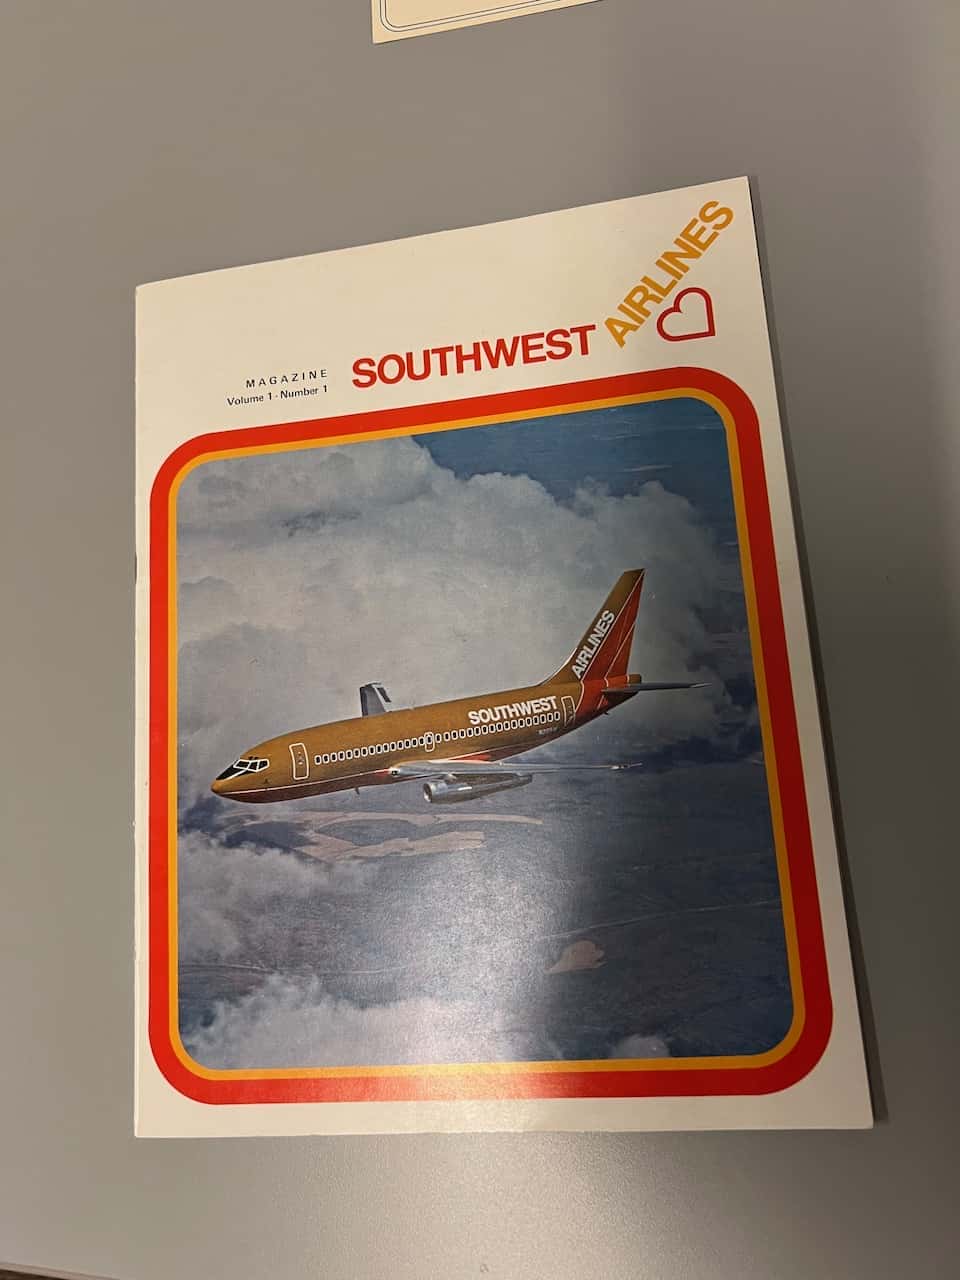 SOUTHWEST AIRLINES
MAGAZINE
Volume 1 · Number 1
AIRLINES
SOUTHWEST